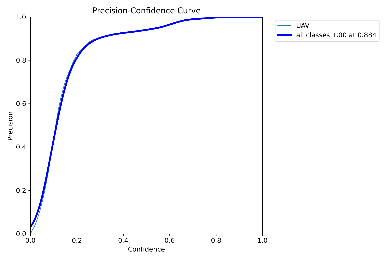 Precision-Confidence Curve
UAV
all classes 1.00 at 0.884
1.0
0.8
0.6
0.4
0.2
0.0
Precision
0.0 0.2 0.4 0.6 0.8 1.0
Confidence